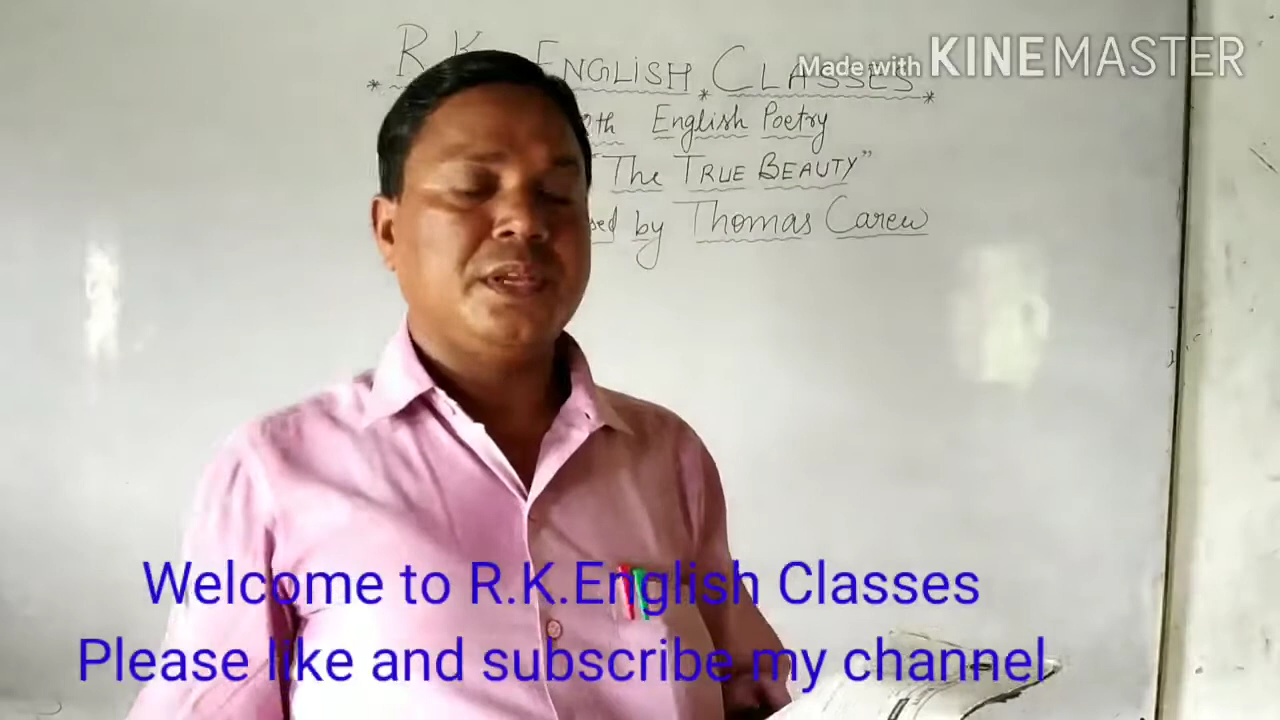 R.K. ENGLISH CLASSES
Made with KINEMASTER
th English Poetry
"The TRUE BEAUTY"
by Thomas Carew
Welcome to R.K.English Classes
Please like and subscribe my channel